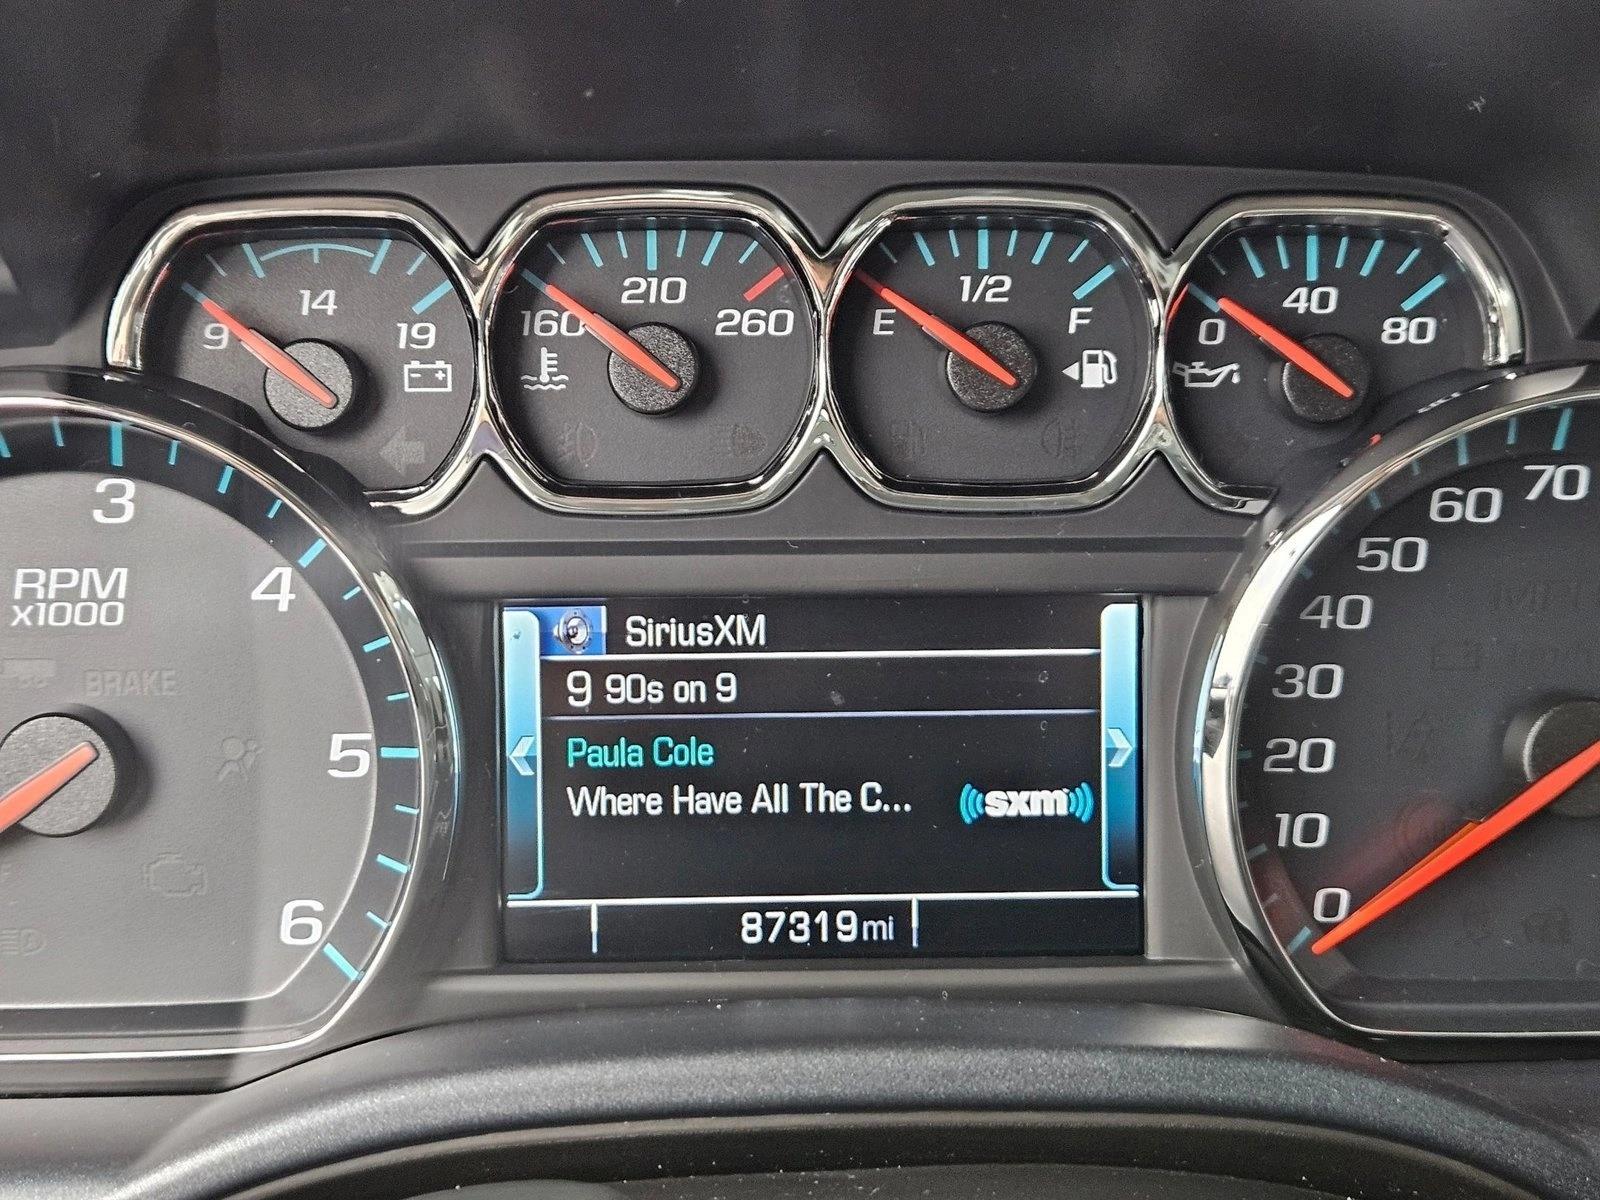 9 14 19
160 210 260
E 1/2 F
0 40 80
3
4
5
6
RPM
x1000
BRAKE
SiriusXM
9 90s on 9
Paula Cole
Where Have All The C...
sxm
87319mi
0
10
20
30
40
50
60
70